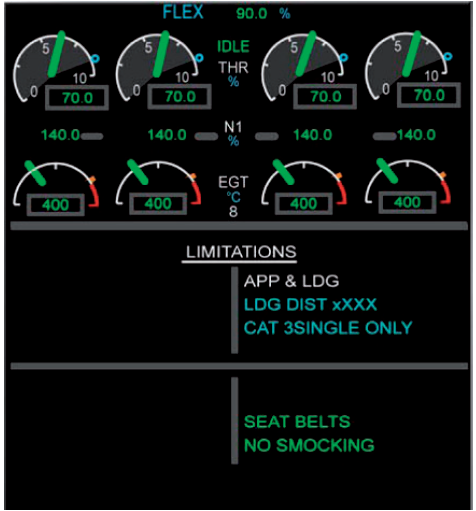 FLEX 90.0 %
5 5 IDLE 5 5
0 10 0 10 THR 0 10 0 10
70.0 70.0 % 70.0 70.0
140.0 140.0 N1 140.0 140.0
%
EGT
400 400 °C 400 400
8
LIMITATIONS
APP & LDG
LDG DIST xXXX
CAT 3SINGLE ONLY
SEAT BELTS
NO SMOCKING